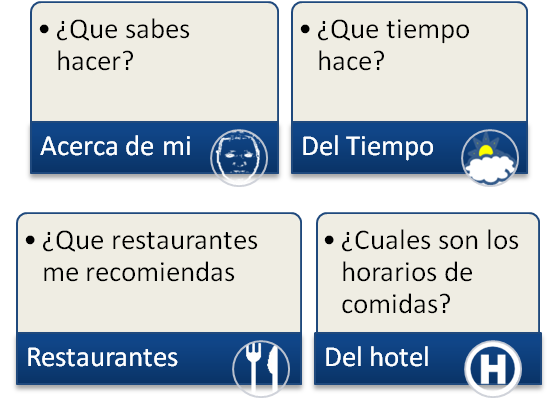 • ¿Que sabes
hacer?
Acerca de mi
• ¿Que tiempo
hace?
Del Tiempo
• ¿Que restaurantes
me recomiendas
Restaurantes
• ¿Cuales son los
horarios de
comidas?
Del hotel
H